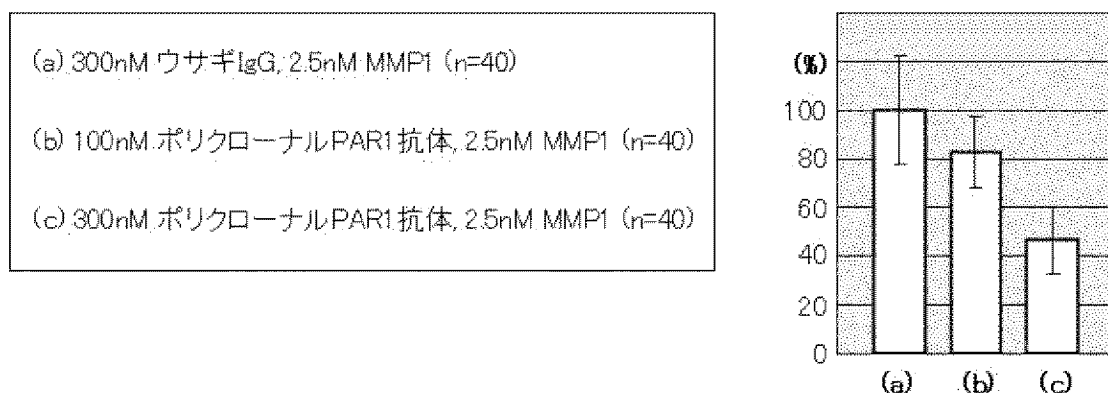 (a) 300nM ウサギIgG, 2.5nM MMP1 (n=40)
(b) 100nM ポリクローナルPAR1抗体, 2.5nM MMP1 (n=40)
(c) 300nM ポリクローナルPAR1抗体, 2.5nM MMP1 (n=40)
(%)
100
80
60
40
20
0
(a) (b) (c)